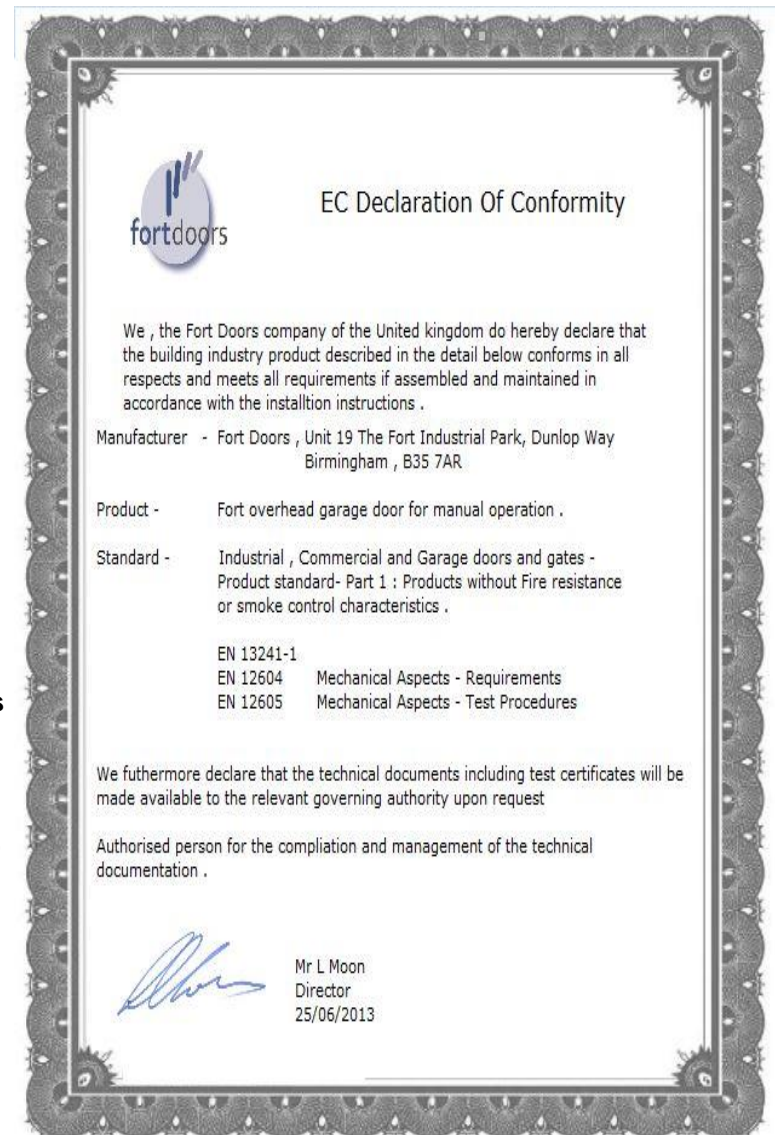 fortdoors
EC Declaration Of Conformity
We , the Fort Doors company of the United kingdom do hereby declare that
the building industry product described in the detail below conforms in all
respects and meets all requirements if assembled and maintained in
accordance with the installtion instructions .
Manufacturer - Fort Doors , Unit 19 The Fort Industrial Park, Dunlop Way
Birmingham , B35 7AR
Product - Fort overhead garage door for manual operation .
Standard - Industrial , Commercial and Garage doors and gates -
Product standard- Part 1 : Products without Fire resistance
or smoke control characteristics .
EN 13241-1
EN 12604 Mechanical Aspects - Requirements
EN 12605 Mechanical Aspects - Test Procedures
s
We futhermore declare that the technical documents including test certificates will be
made available to the relevant governing authority upon request
Authorised person for the compliation and management of the technical
documentation .
Mr L Moon
Director
25/06/2013